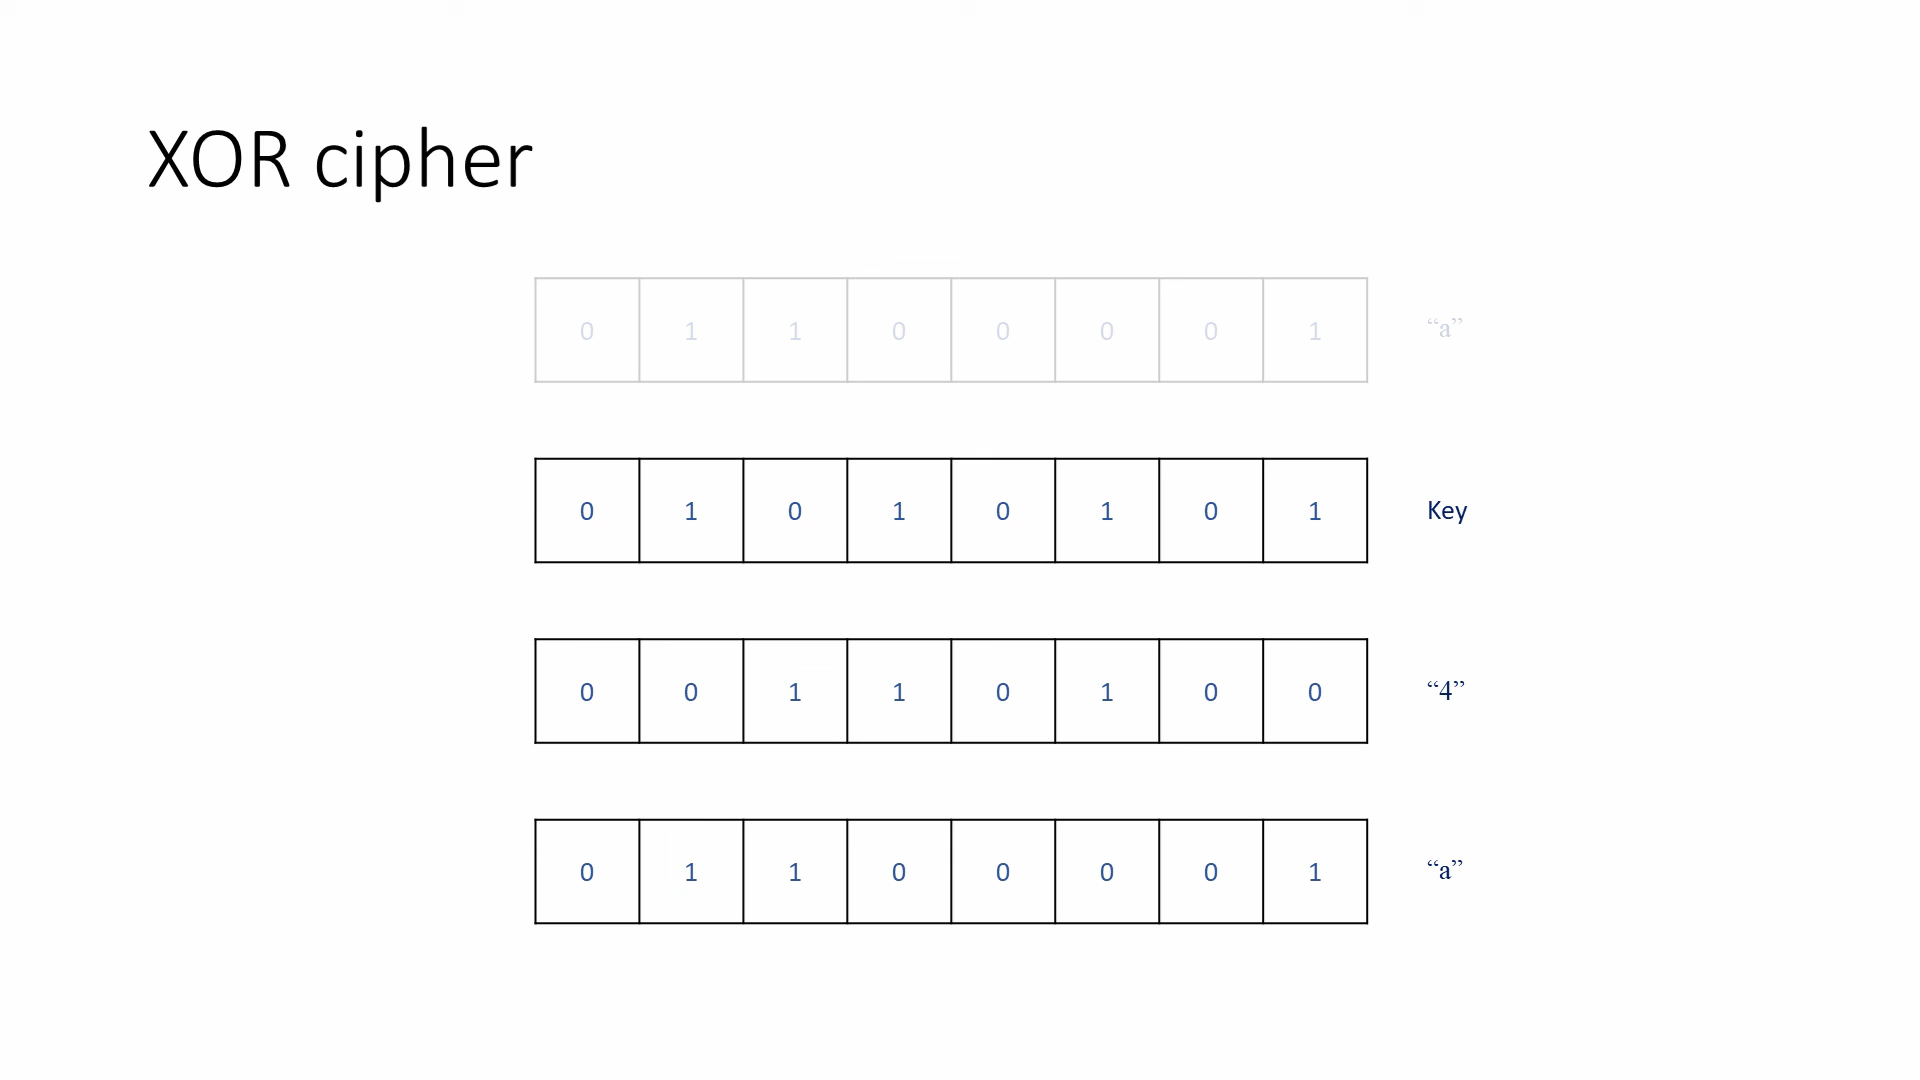 XOR cipher
0 1 1 0 0 0 0 1 “a”
0 1 0 1 0 1 0 1 Key
0 0 1 1 0 1 0 0 “4”
0 1 1 0 0 0 0 1 “a”